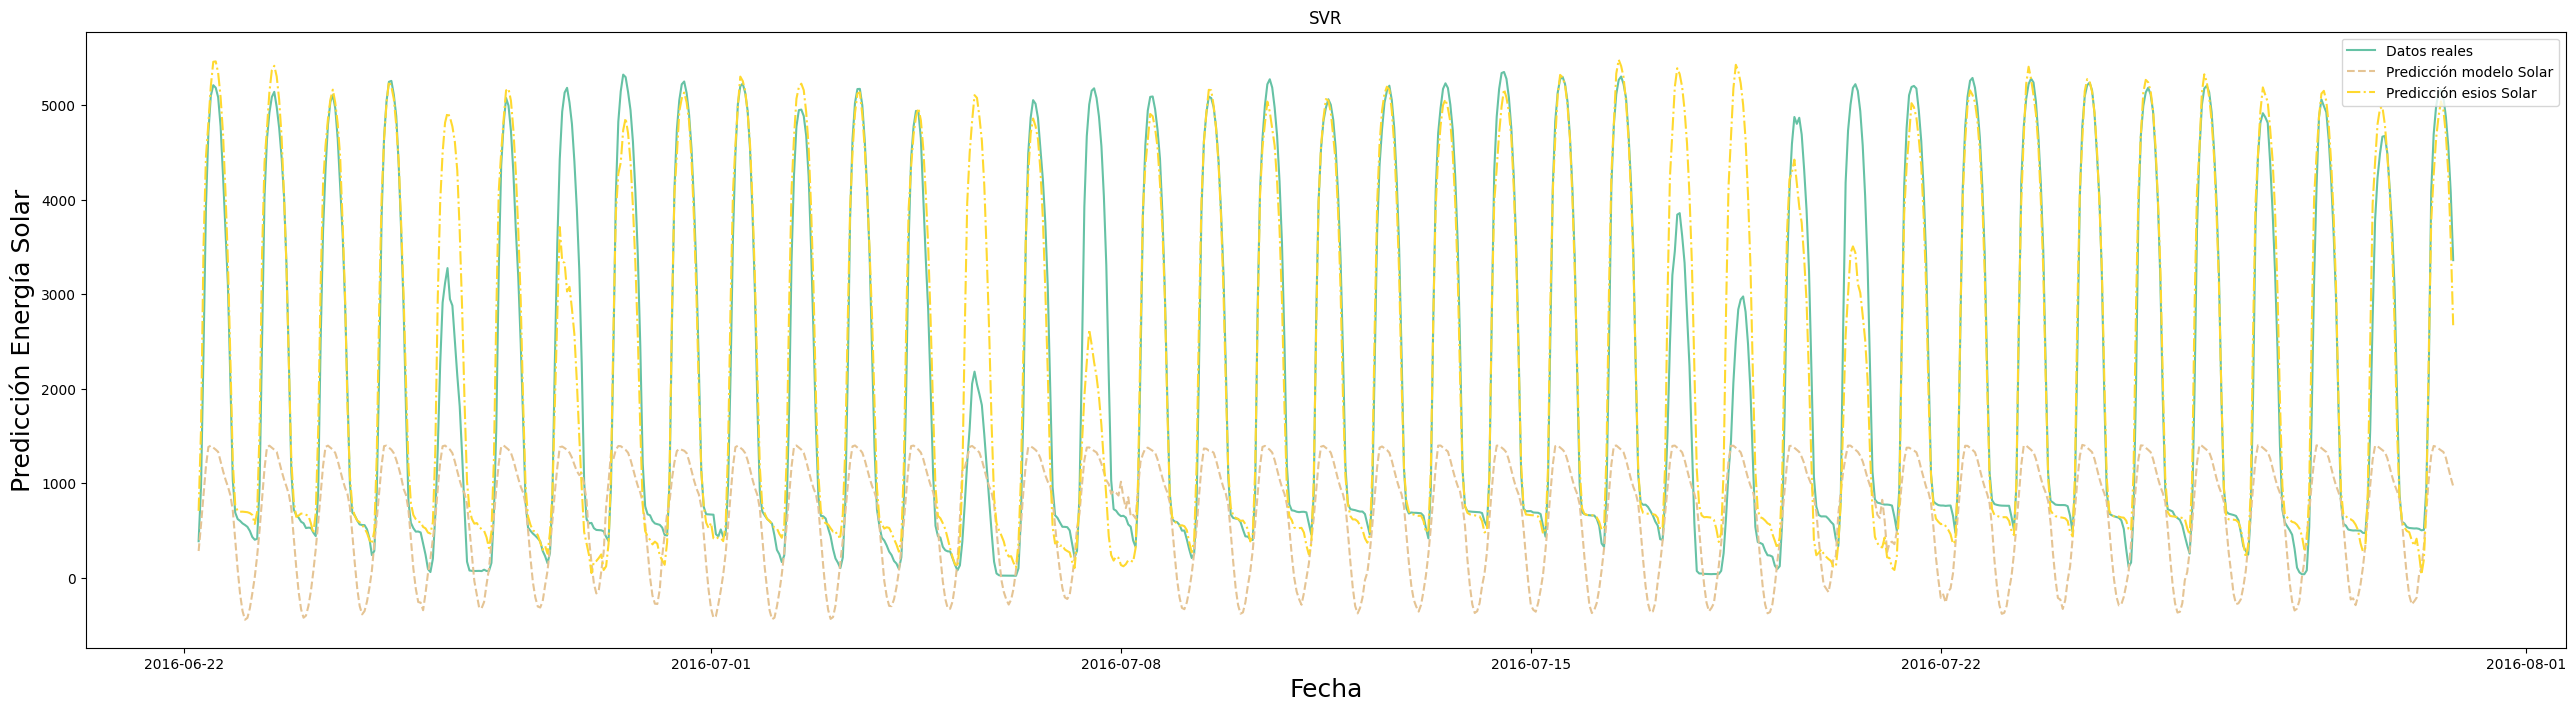 SVR
Datos reales
Predicción modelo Solar
Predicción esios Solar
Predicción Energía Solar
5000
4000
3000
2000
1000
0
2016-06-22
2016-07-01
2016-07-08
2016-07-15
2016-07-22
2016-08-01
Fecha